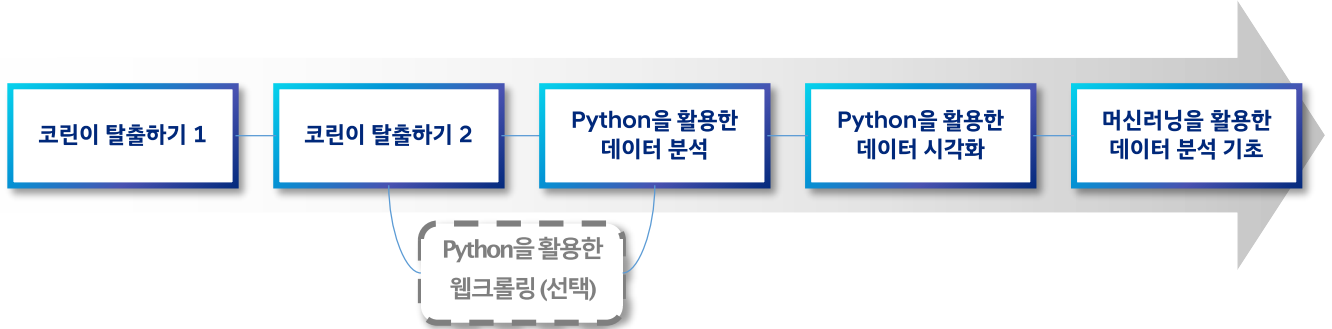 코린이 탈출하기 1
코린이 탈출하기 2
Python을 활용한
데이터 분석
Python을 활용한
데이터 시각화
머신러닝을 활용한
데이터 분석 기초
Python을 활용한
웹크롤링 (선택)